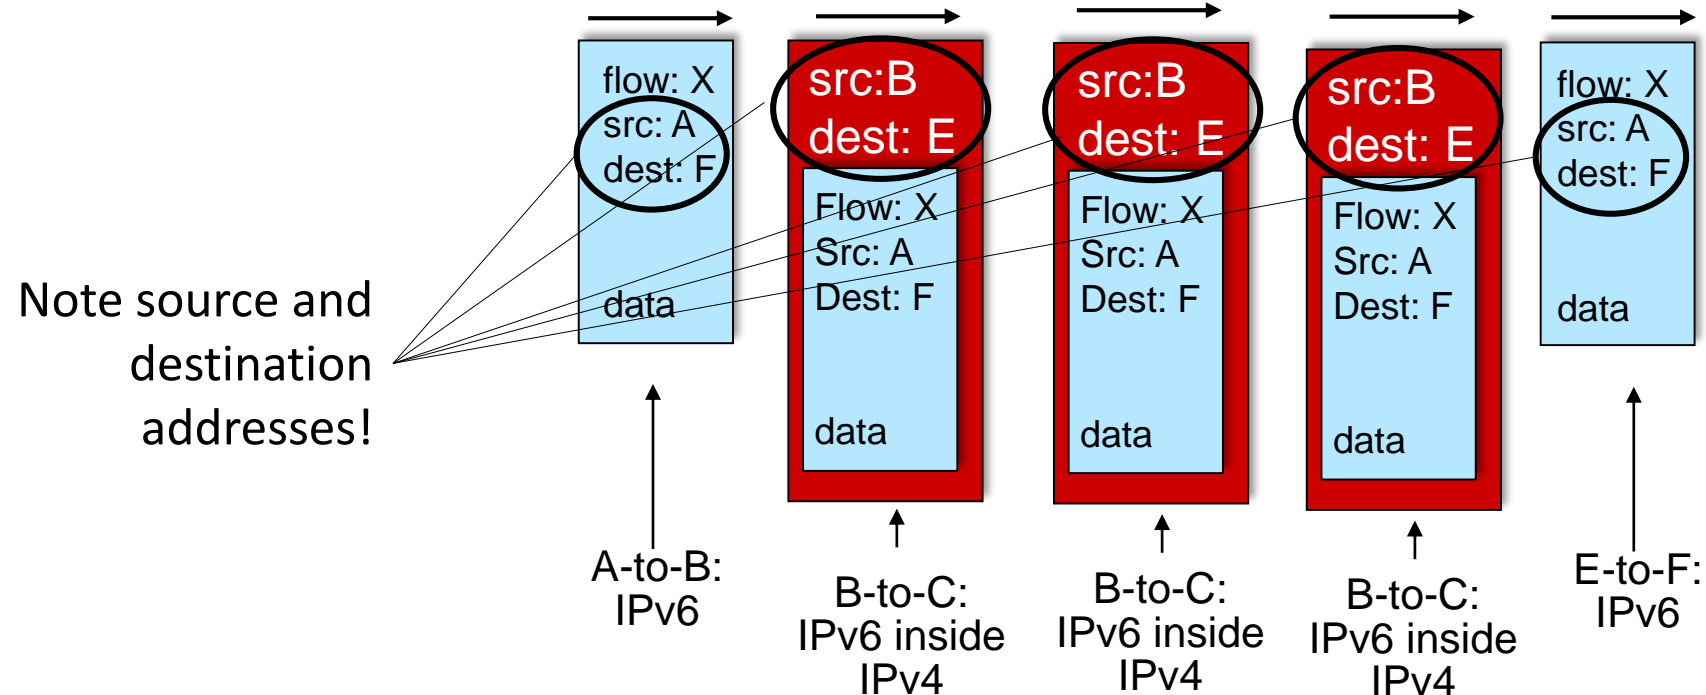 flow: X
src: A
dest: F
data
src:B
dest: E
Flow: X
Src: A
Dest: F
data
src:B
dest: E
Flow: X
Src: A
Dest: F
data
src:B
dest: E
Flow: X
Src: A
Dest: F
data
flow: X
src: A
dest: F
data
Note source and
destination
addresses!
A-to-B:
IPv6
B-to-C:
IPv6 inside
IPv4
B-to-C:
IPv6 inside
IPv4
B-to-C:
IPv6 inside
IPv4
E-to-F:
IPv6